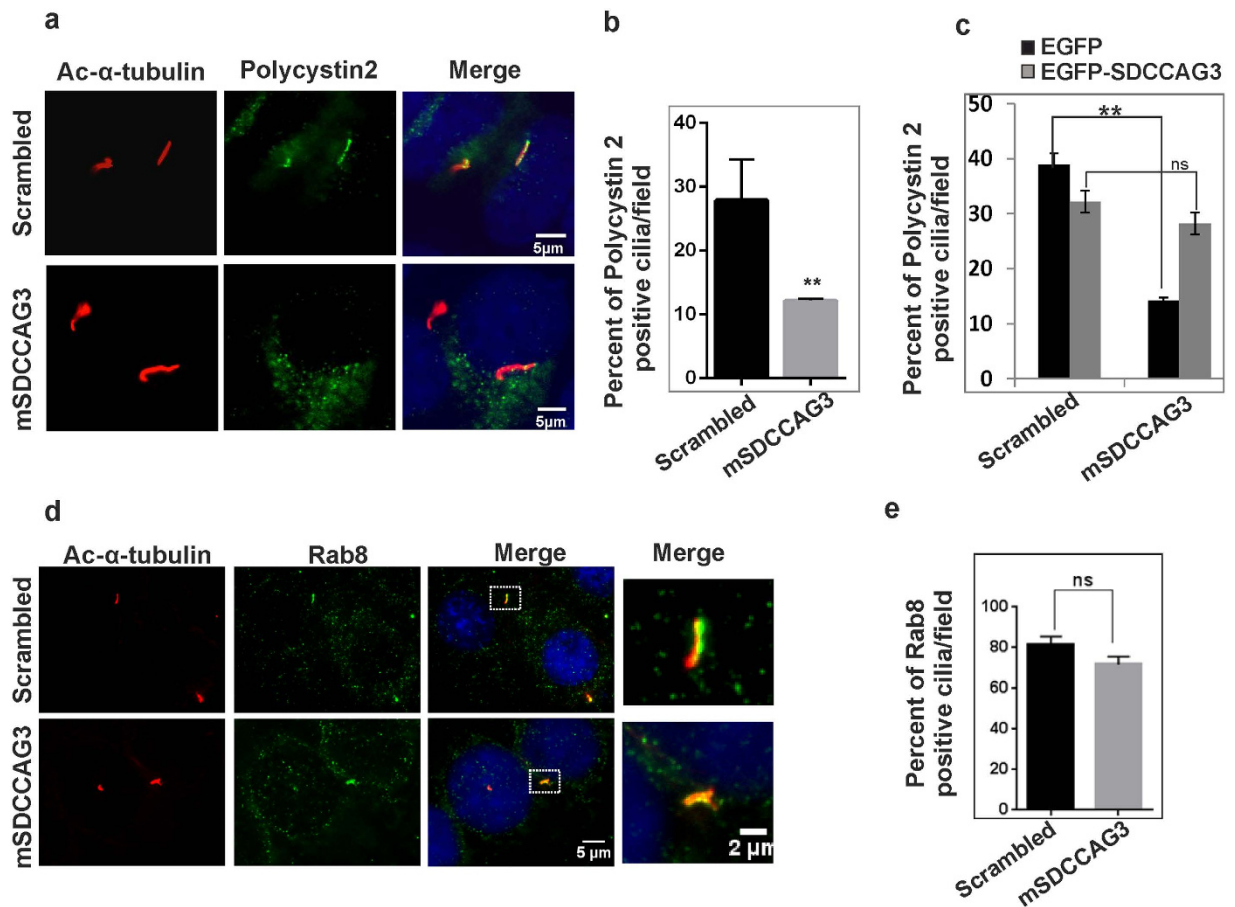 a
Ac-α-tubulin Polycystin2 Merge
Scrambled
5µm
mSDCCAG3
5µm
b
Percent of Polycystin 2
positive cilia/field
40
30
20
10
0
**
Scrambled
mSDCCAG3
c
EGFP
EGFP-SDCCAG3
Percent of Polycystin 2
positive cilia/field
50
40
30
20
10
0
**
ns
Scrambled
mSDCCAG3
d
Ac-α-tubulin Rab8 Merge Merge
Scrambled
mSDCCAG3
5 µm
2 µm
e
Percent of Rab8
positive cilia/field
100
80
60
40
20
0
ns
Scrambled
mSDCCAG3